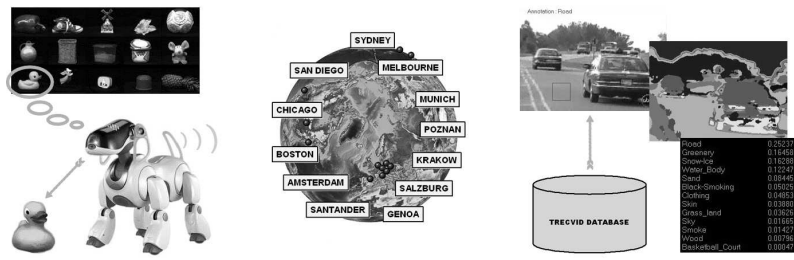 SYDNEY
SAN DIEGO
MELBOURNE
CHICAGO
MUNICH
POZNAN
BOSTON
KRAKOW
AMSTERDAM
SALZBURG
SANTANDER
GENOA
Annotation: Road
TRECVID DATABASE
Road 0.25237
Greenery 0.16458
Snow-Ice 0.16288
Water_Body 0.12247
Sand 0.08445
Black-Smoking 0.05025
Clothing 0.04853
Skin 0.03880
Grass_land 0.03626
Sky 0.01665
Smoke 0.01427
Wood 0.00796
Basketball_Court 0.00047